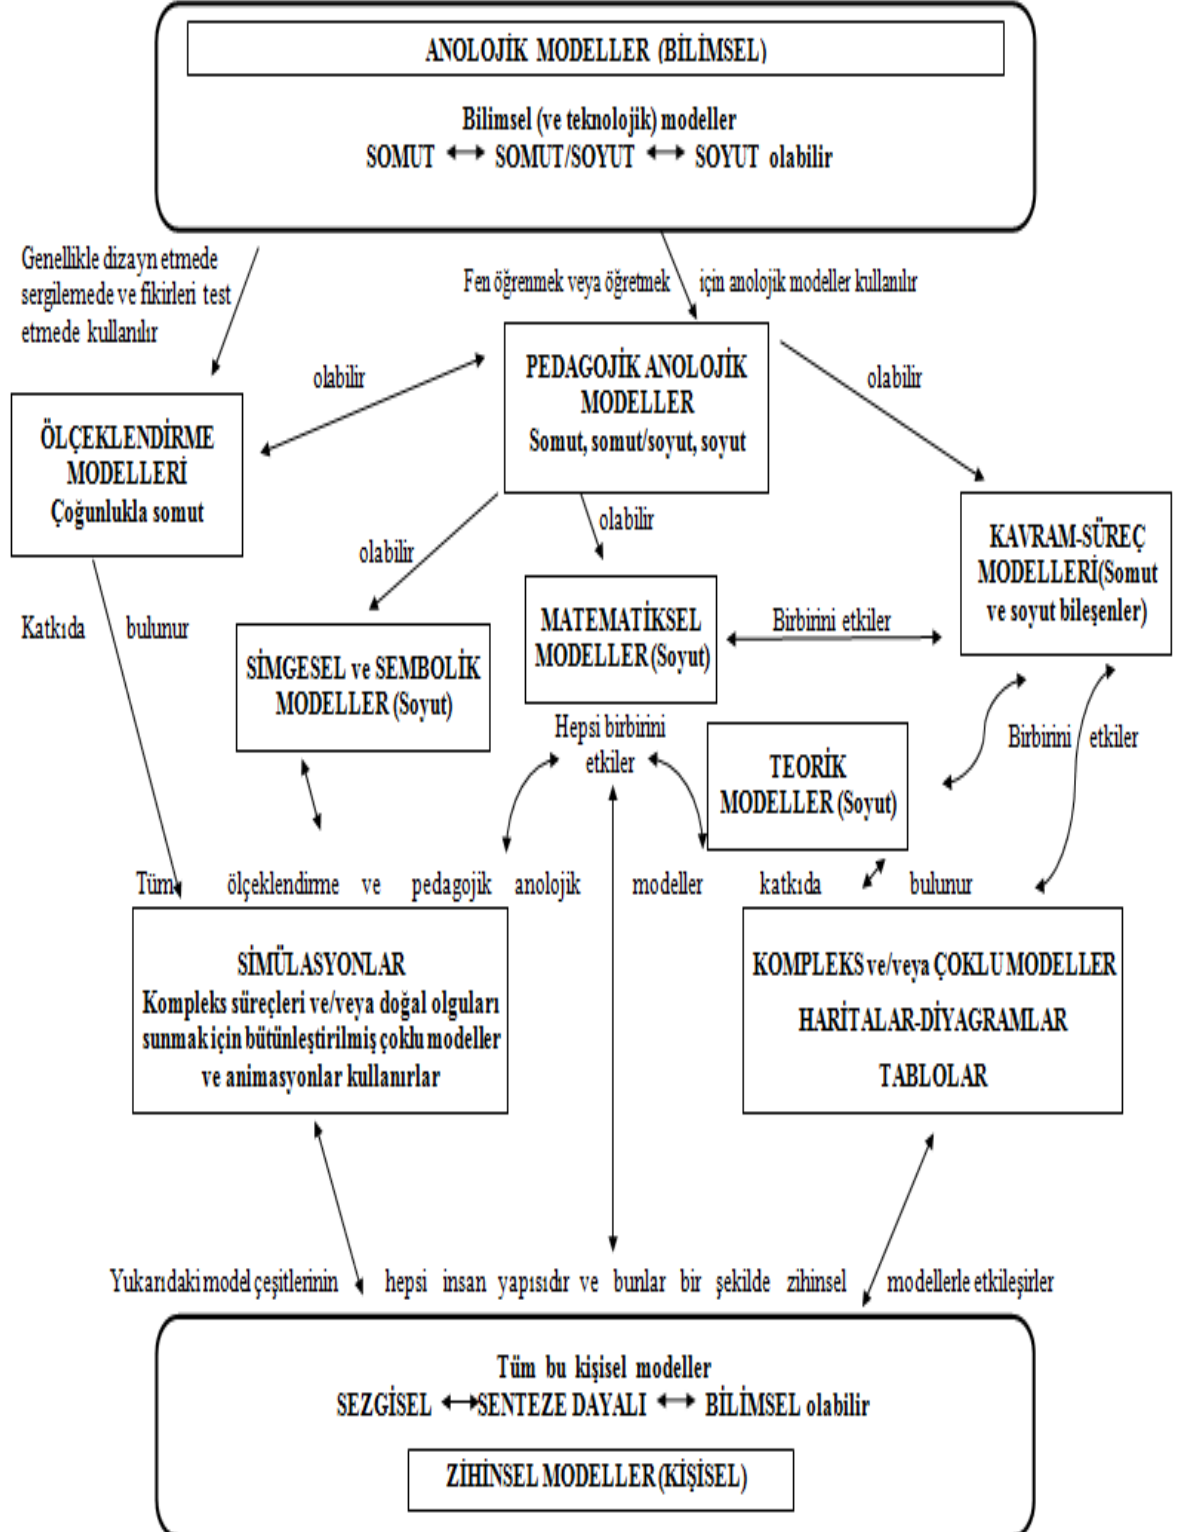 ANOLOJİK MODELLER (BİLİMSEL)
Bilimsel (ve teknolojik) modeller
SOMUT SOMUT/SOYUT SOYUT olabilir
Genellikle dizayn etmede
sergilemede ve fikirleri test
etmede kullanılır
Fen öğrenmek veya öğretmek için anolojik modeller kullanılır
olabilir
PEDAGOJİK ANOLOJİK
MODELLER
Somut, somut/soyut, soyut
olabilir
ÖLÇEKLENDİRME
MODELLERİ
Çoğunlukla somut
olabilir
olabilir
KAVRAM-SÜREÇ
MODELLERİ(Somut
ve soyut bileşenler)
Katkıda bulunur
SİMGESEL ve SEMBOLİK
MODELLER (Soyut)
MATEMATİKSEL
MODELLER (Soyut)
Birbirini etkiler
Hepsi birbirini
etkiler
TEORİK
MODELLER (Soyut)
Birbirini etkiler
Tüm ölçeklendirme ve pedagojik anolojik modeller katkıda bulunur
SİMÜLASYONLAR
Kompleks süreçleri ve/veya doğal olguları
sunmak için bütünleştirilmiş çoklu modeller
ve animasyonlar kullanırlar
KOMPLEKS ve/veya ÇOKLU MODELLER
HARİTALAR-DİYAGRAMLAR
TABLOLAR
Yukarıdaki model çeşitlerinin hepsi insan yapısıdır ve bunlar bir şekilde zihinsel modellerle etkileşirler
Tüm bu kişisel modeller
SEZGİSEL SENTEZE DAYALI BİLİMSEL olabilir
ZİHİNSEL MODELLER (KİŞİSEL)